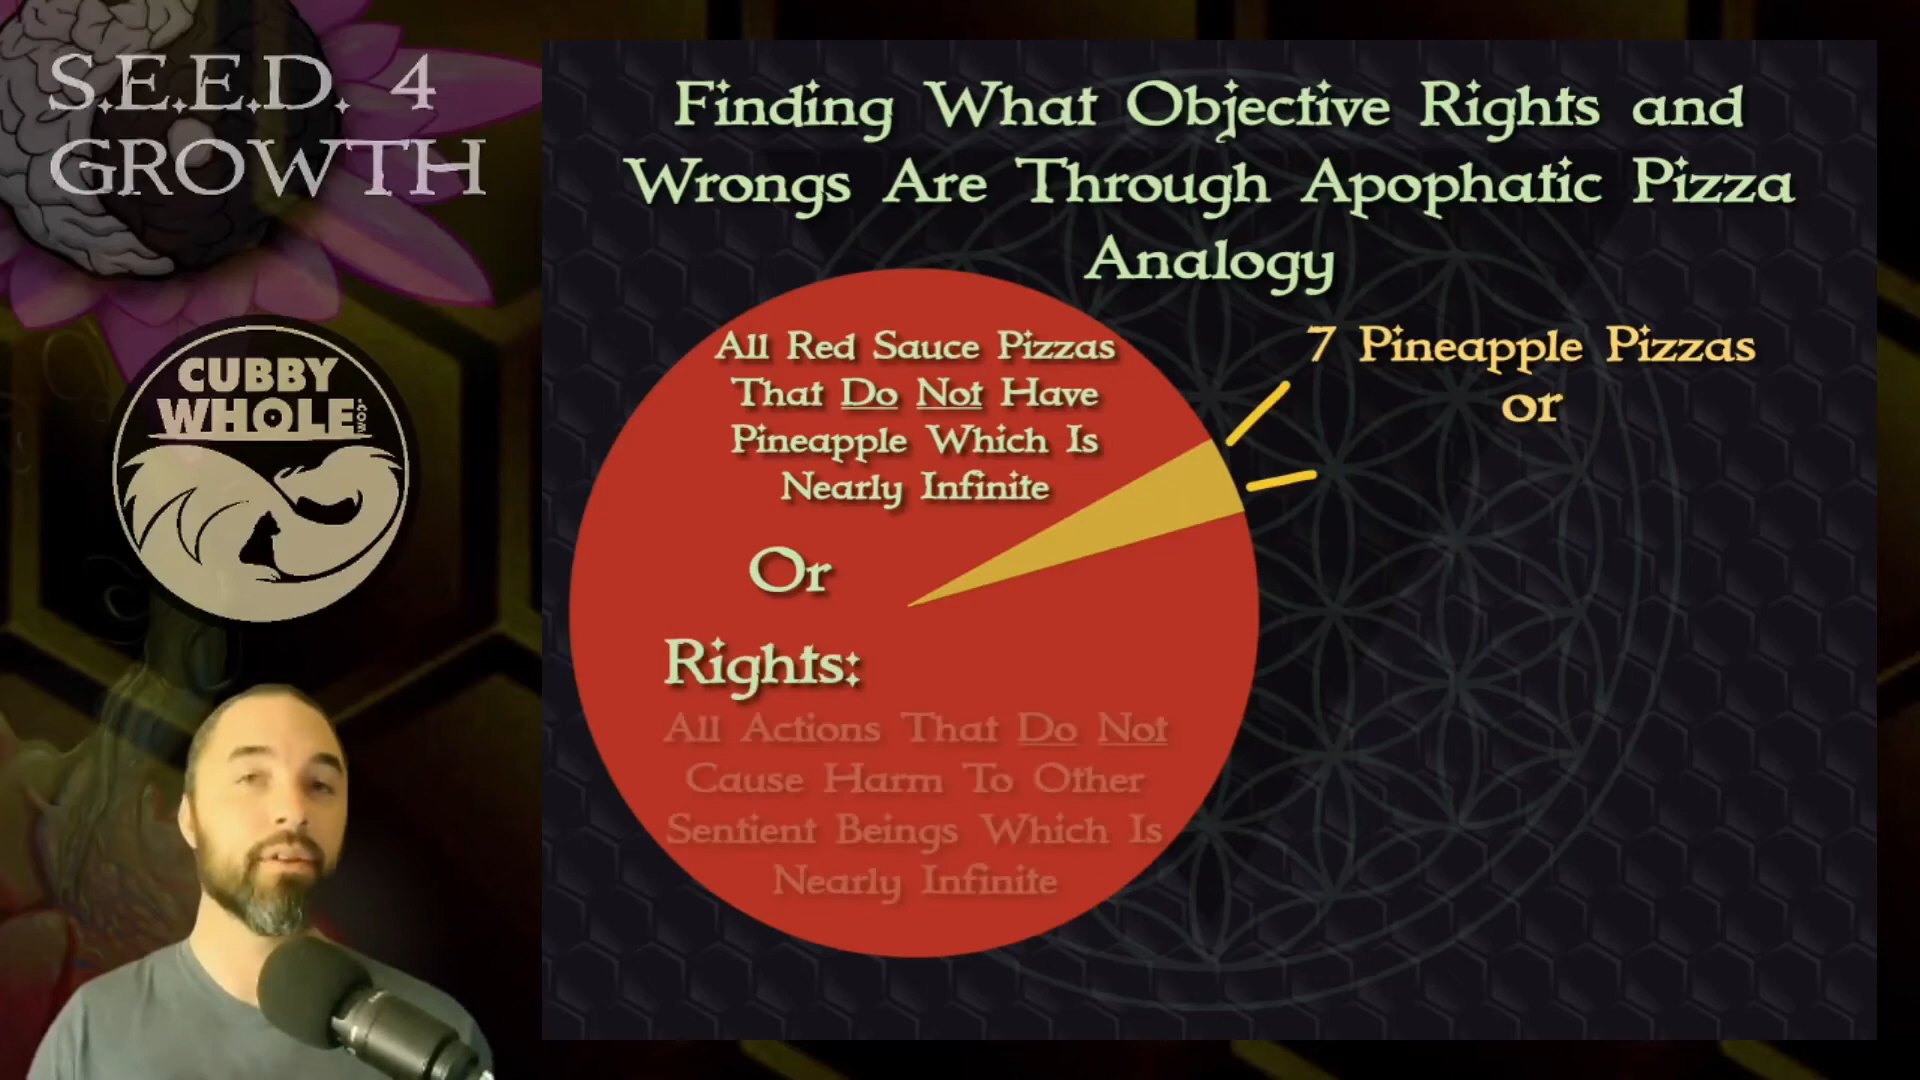 S.E.E.D. 4
GROWTH
CUBBY
WHOLE.COM
Finding What Objective Rights and
Wrongs Are Through Apophatic Pizza
Analogy
All Red Sauce Pizzas
That Do Not Have
Pineapple Which Is
Nearly Infinite
Or
Rights:
All Actions That Do Not
Cause Harm To Other
Sentient Beings Which Is
Nearly Infinite
7 Pineapple Pizzas
or